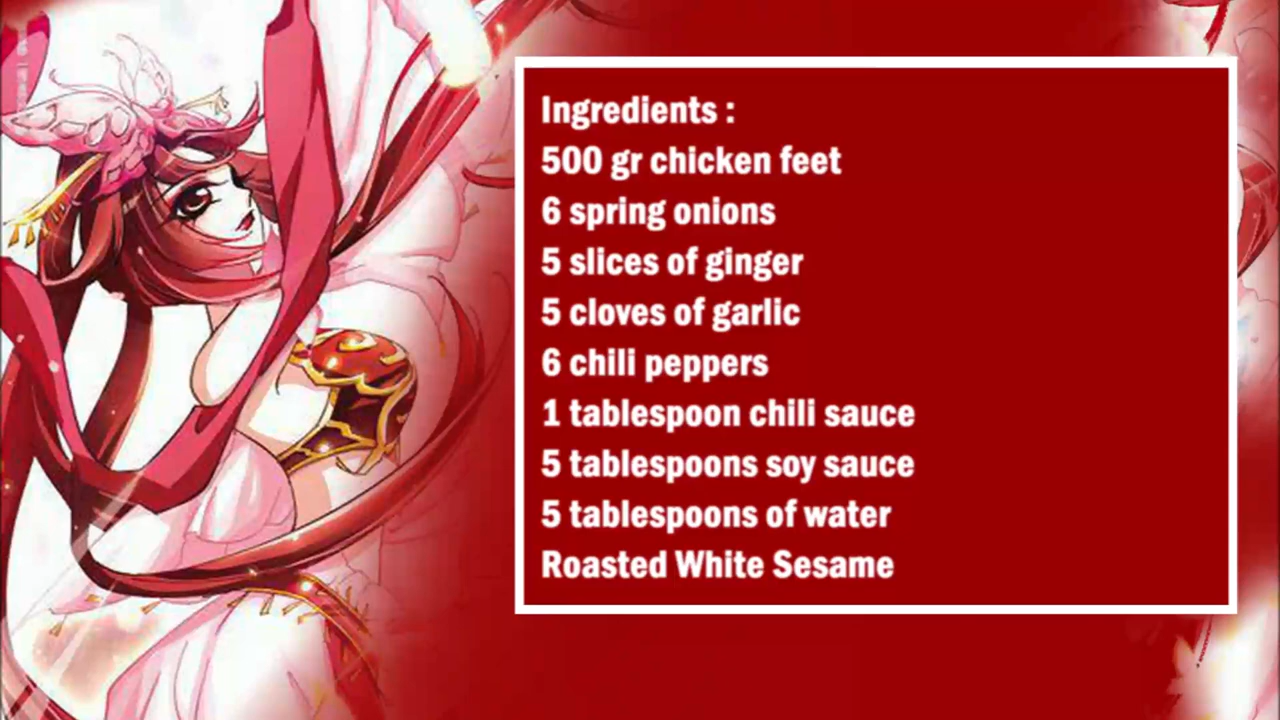 Ingredients :
500 gr chicken feet
6 spring onions
5 slices of ginger
5 cloves of garlic
6 chili peppers
1 tablespoon chili sauce
5 tablespoons soy sauce
5 tablespoons of water
Roasted White Sesame